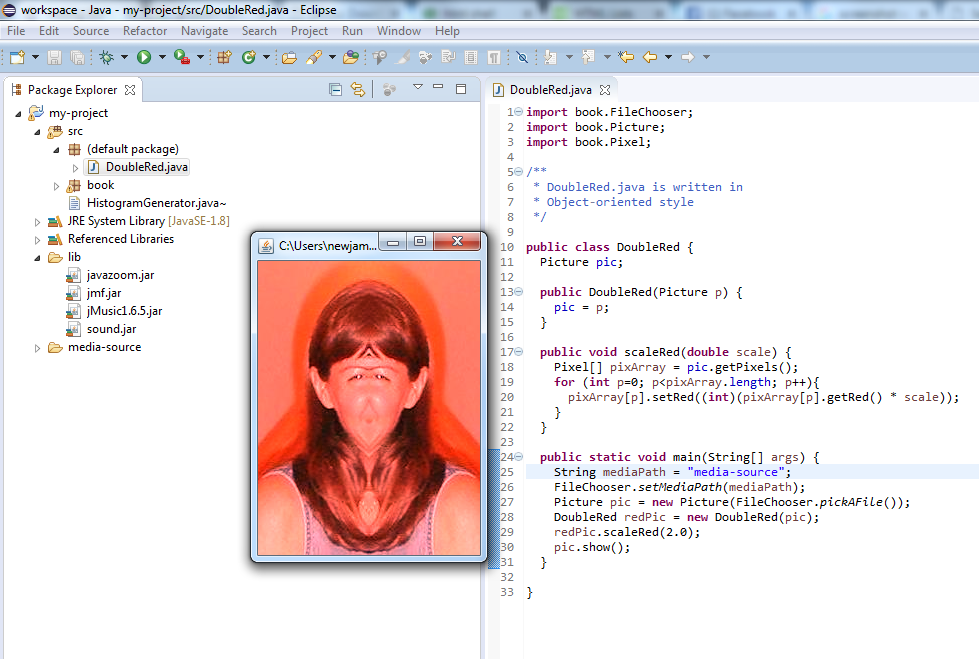 workspace - Java - my-project/src/DoubleRed.java - Eclipse
File Edit Source Refactor Navigate Search Project Run Window Help
Package Explorer
my-project
src
(default package)
DoubleRed.java
book
HistogramGenerator.java~
JRE System Library [JavaSE-1.8]
Referenced Libraries
lib
javazoom.jar
jmf.jar
jMusic1.6.5.jar
sound.jar
media-source
C:\Users\newjam...
DoubleRed.java
1 import book.FileChooser;
2 import book.Picture;
3 import book.Pixel;
4
5 /**
6 * DoubleRed.java is written in
7 * Object-oriented style
8 */
9
10 public class DoubleRed {
11 Picture pic;
12
13 public DoubleRed(Picture p) {
14 pic = p;
15 }
16
17 public void scaleRed(double scale) {
18 Pixel[] pixArray = pic.getPixels();
19 for (int p=0; p<pixArray.length; p++){
20 pixArray[p].setRed((int)(pixArray[p].getRed() * scale));
21 }
22 }
23
24 public static void main(String[] args) {
25 String mediaPath = "media-source";
26 FileChooser.setMediaPath(mediaPath);
27 Picture pic = new Picture(FileChooser.pickAFile());
28 DoubleRed redPic = new DoubleRed(pic);
29 redPic.scaleRed(2.0);
30 pic.show();
31 }
32
33 }